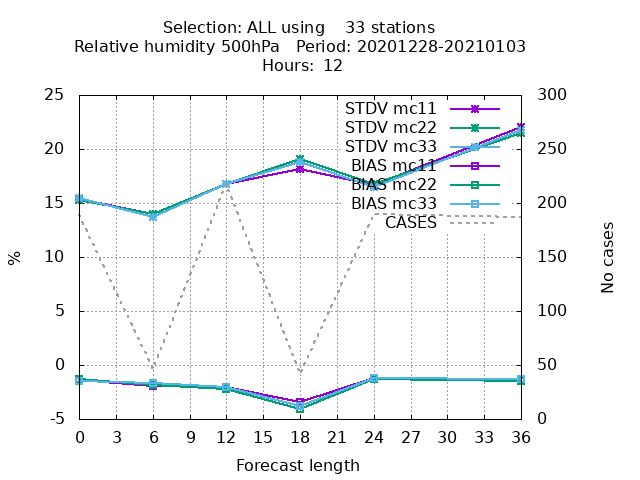 Selection: ALL using    33 stations
Relative humidity 500hPa   Period: 20201228-20210103
Hours:  12
25
20
15
10
5
0
-5
%
STDV mc11
STDV mc22
STDV mc33
BIAS mc11
BIAS mc22
BIAS mc33
CASES
300
250
200
150
100
50
0
No cases
0 3 6 9 12 15 18 21 24 27 30 33 36
Forecast length